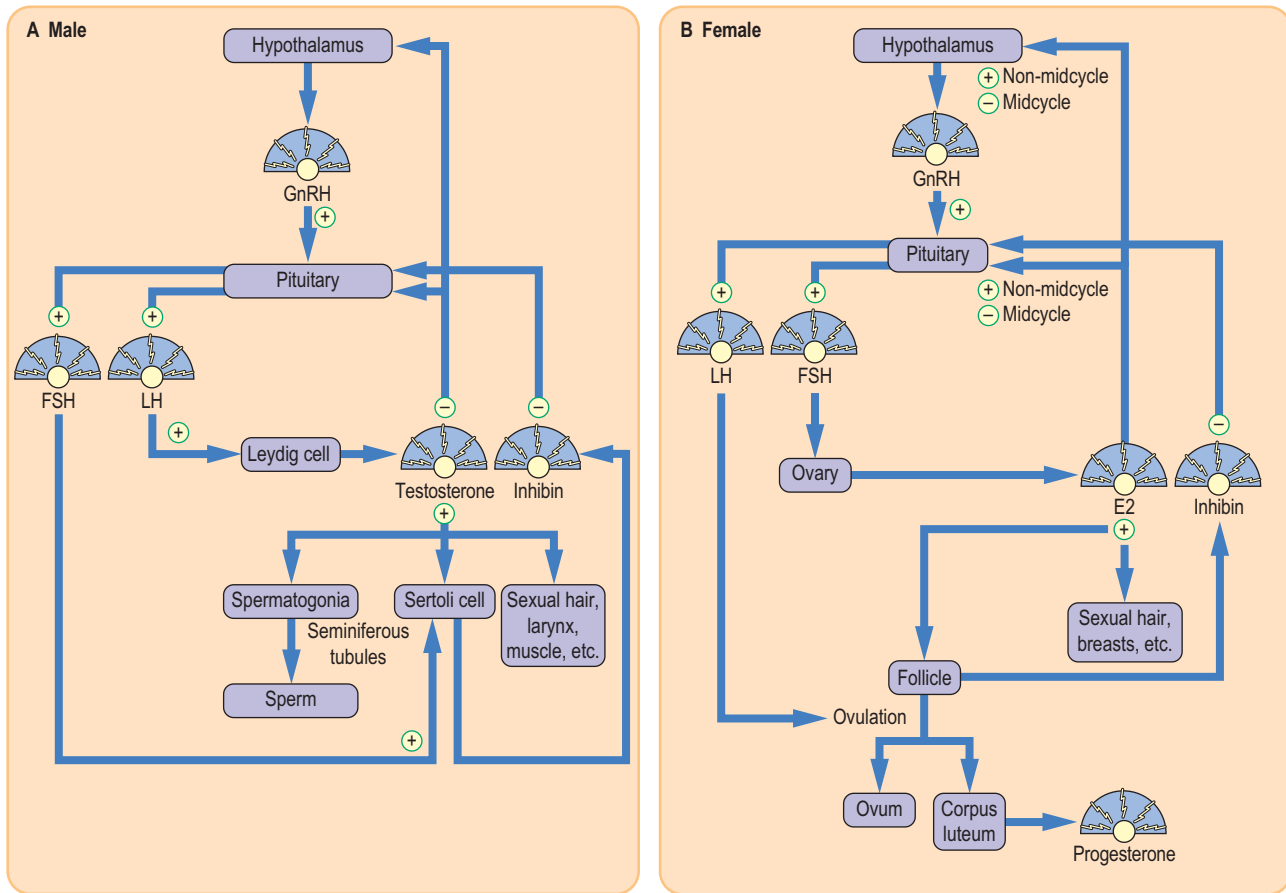 A Male
Hypothalamus
GnRH
+
Pituitary
+
+
FSH
LH
−
−
+
Leydig cell
Testosterone
Inhibin
+
Spermatogonia
Sertoli cell
Sexual hair,
larynx,
muscle, etc.
Seminiferous
tubules
Sperm
+
B Female
Hypothalamus
+ Non-midcycle
− Midcycle
GnRH
+
Pituitary
+
+
+ Non-midcycle
− Midcycle
LH
FSH
−
Ovary
E2
Inhibin
+
Sexual hair,
breasts, etc.
Follicle
Ovulation
Ovum
Corpus
luteum
Progesterone